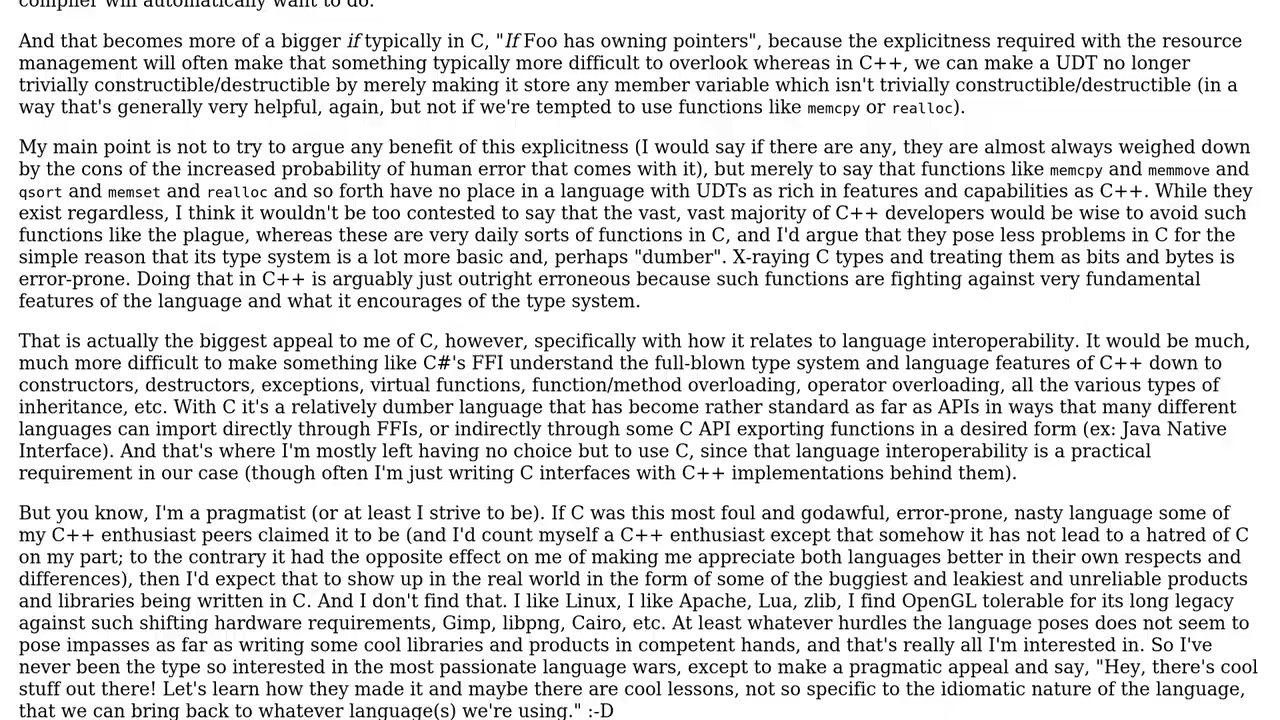 compiler will automatically want to do.
And that becomes more of a bigger if typically in C, "If Foo has owning pointers", because the explicitness required with the resource
management will often make that something typically more difficult to overlook whereas in C++, we can make a UDT no longer
trivially constructible/destructible by merely making it store any member variable which isn't trivially constructible/destructible (in a
way that's generally very helpful, again, but not if we're tempted to use functions like memcpy or realloc).
My main point is not to try to argue any benefit of this explicitness (I would say if there are any, they are almost always weighed down
by the cons of the increased probability of human error that comes with it), but merely to say that functions like memcpy and memmove and
qsort and memset and realloc and so forth have no place in a language with UDTs as rich in features and capabilities as C++. While they
exist regardless, I think it wouldn't be too contested to say that the vast, vast majority of C++ developers would be wise to avoid such
functions like the plague, whereas these are very daily sorts of functions in C, and I'd argue that they pose less problems in C for the
simple reason that its type system is a lot more basic and, perhaps "dumber". X-raying C types and treating them as bits and bytes is
error-prone. Doing that in C++ is arguably just outright erroneous because such functions are fighting against very fundamental
features of the language and what it encourages of the type system.
That is actually the biggest appeal to me of C, however, specifically with how it relates to language interoperability. It would be much,
much more difficult to make something like C#'s FFI understand the full-blown type system and language features of C++ down to
constructors, destructors, exceptions, virtual functions, function/method overloading, operator overloading, all the various types of
inheritance, etc. With C it's a relatively dumber language that has become rather standard as far as APIs in ways that many different
languages can import directly through FFIs, or indirectly through some C API exporting functions in a desired form (ex: Java Native
Interface). And that's where I'm mostly left having no choice but to use C, since that language interoperability is a practical
requirement in our case (though often I'm just writing C interfaces with C++ implementations behind them).
But you know, I'm a pragmatist (or at least I strive to be). If C was this most foul and godawful, error-prone, nasty language some of
my C++ enthusiast peers claimed it to be (and I'd count myself a C++ enthusiast except that somehow it has not lead to a hatred of C
on my part; to the contrary it had the opposite effect on me of making me appreciate both languages better in their own respects and
differences), then I'd expect that to show up in the real world in the form of some of the buggiest and leakiest and unreliable products
and libraries being written in C. And I don't find that. I like Linux, I like Apache, Lua, zlib, I find OpenGL tolerable for its long legacy
against such shifting hardware requirements, Gimp, libpng, Cairo, etc. At least whatever hurdles the language poses does not seem to
pose impasses as far as writing some cool libraries and products in competent hands, and that's really all I'm interested in. So I've
never been the type so interested in the most passionate language wars, except to make a pragmatic appeal and say, "Hey, there's cool
stuff out there! Let's learn how they made it and maybe there are cool lessons, not so specific to the idiomatic nature of the language,
that we can bring back to whatever language(s) we're using." :-D